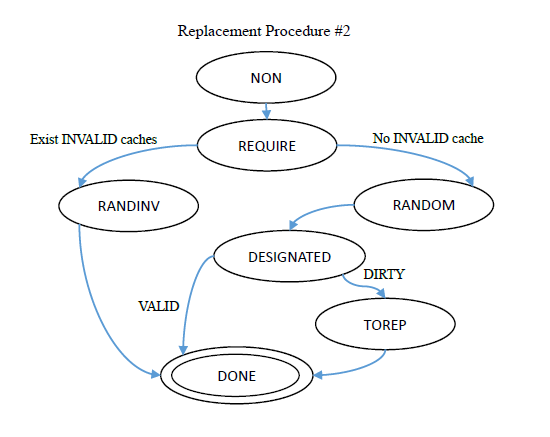 Replacement Procedure #2
NON
Exist INVALID caches
No INVALID cache
REQUIRE
RANDINV
RANDOM
DESIGNATED
DIRTY
VALID
TOREP
DONE